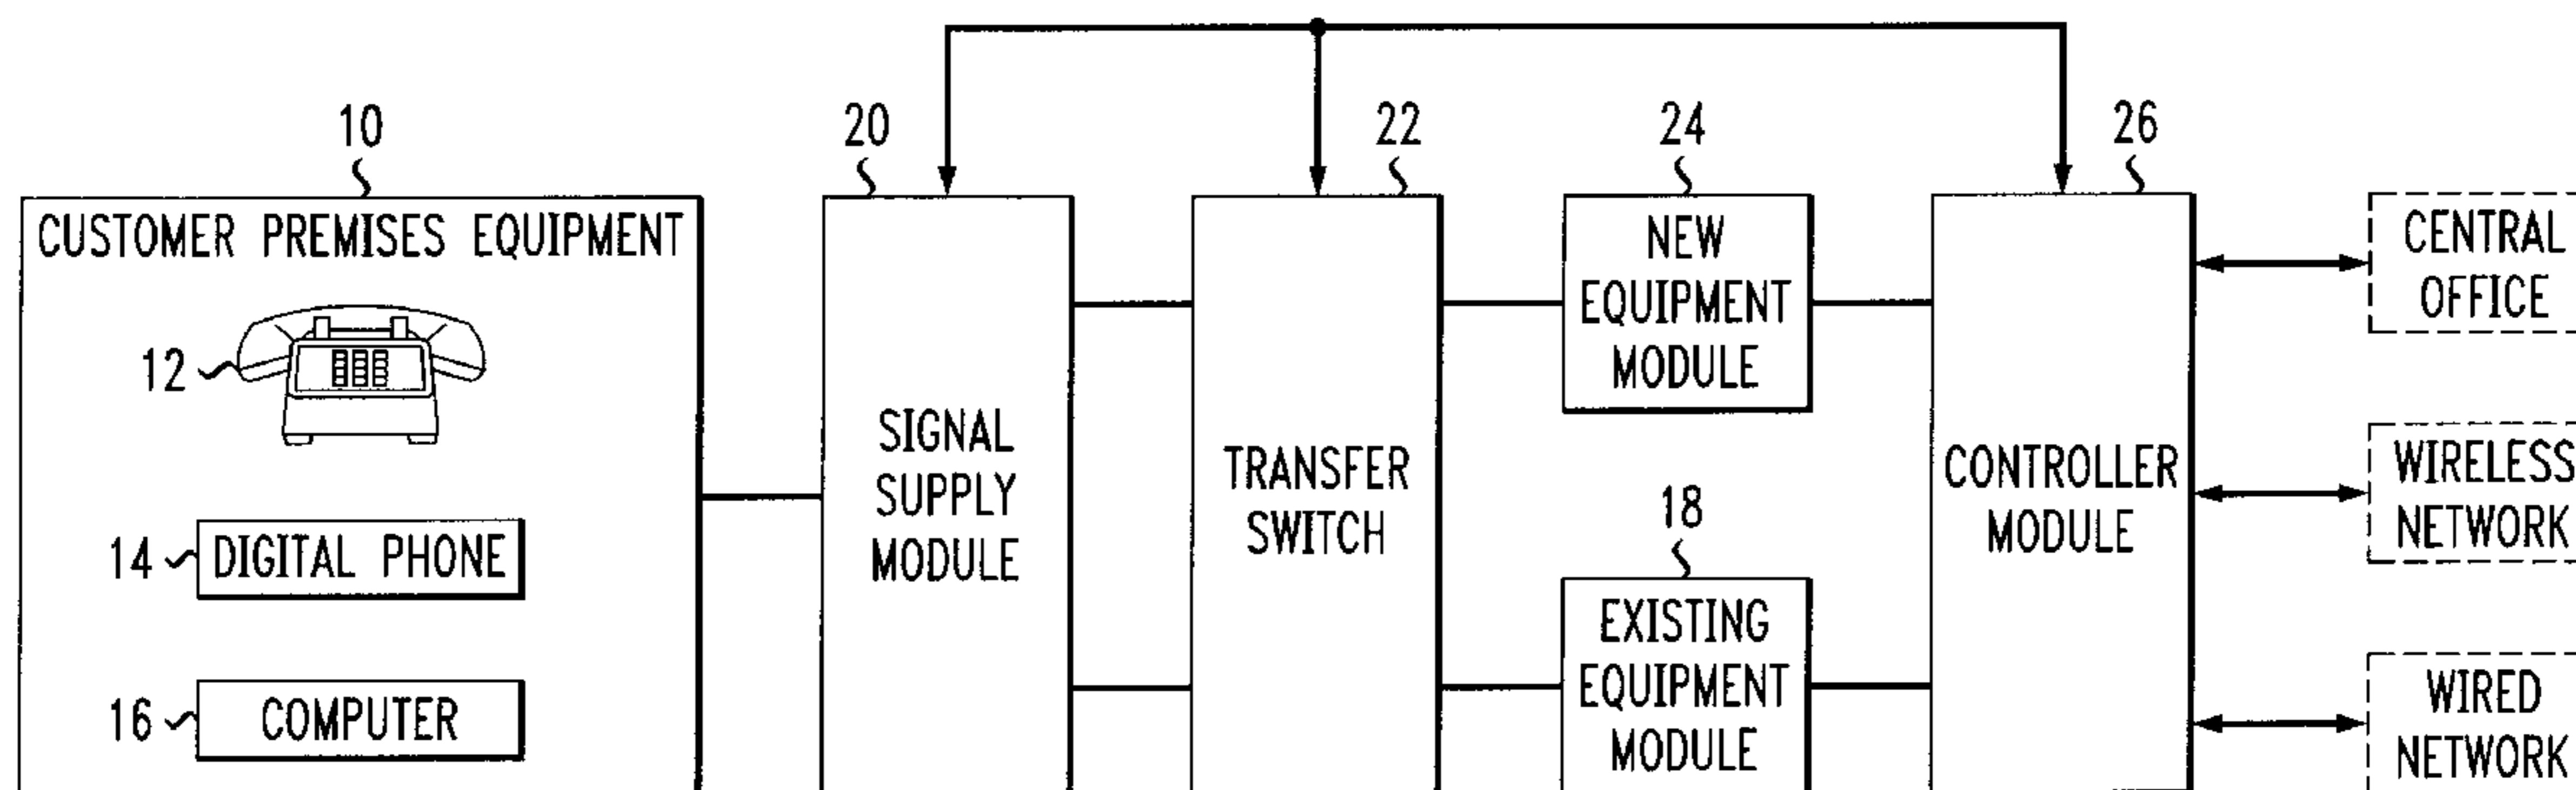 10
20
22
24
26
CUSTOMER PREMISES EQUIPMENT
12
14
DIGITAL PHONE
16
COMPUTER
SIGNAL
SUPPLY
MODULE
TRANSFER
SWITCH
NEW
EQUIPMENT
MODULE
18
EXISTING
EQUIPMENT
MODULE
CONTROLLER
MODULE
CENTRAL
OFFICE
WIRELESS
NETWORK
WIRED
NETWORK